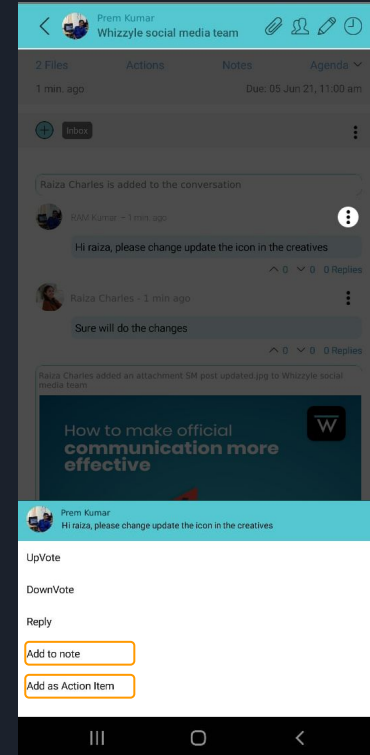 Prem Kumar
Whizzyle social media team
2 Files Actions Notes Agenda
1 min. ago Due: 05 Jun 21, 11:00 am
Inbox
Raiza Charles is added to the conversation
RAM Kumar - 1 min ago
Hi raiza, please change update the icon in the creatives
0 0 0 Replies
Raiza Charles - 1 min ago
Sure will do the changes
0 0 0 Replies
Raiza Charles added an attachment SM post updated.jpg to Whizzyle social
media team
How to make official
communication more
effective
W
Prem Kumar
Hi raiza, please change update the icon in the creatives
UpVote
DownVote
Reply
Add to note
Add as Action Item